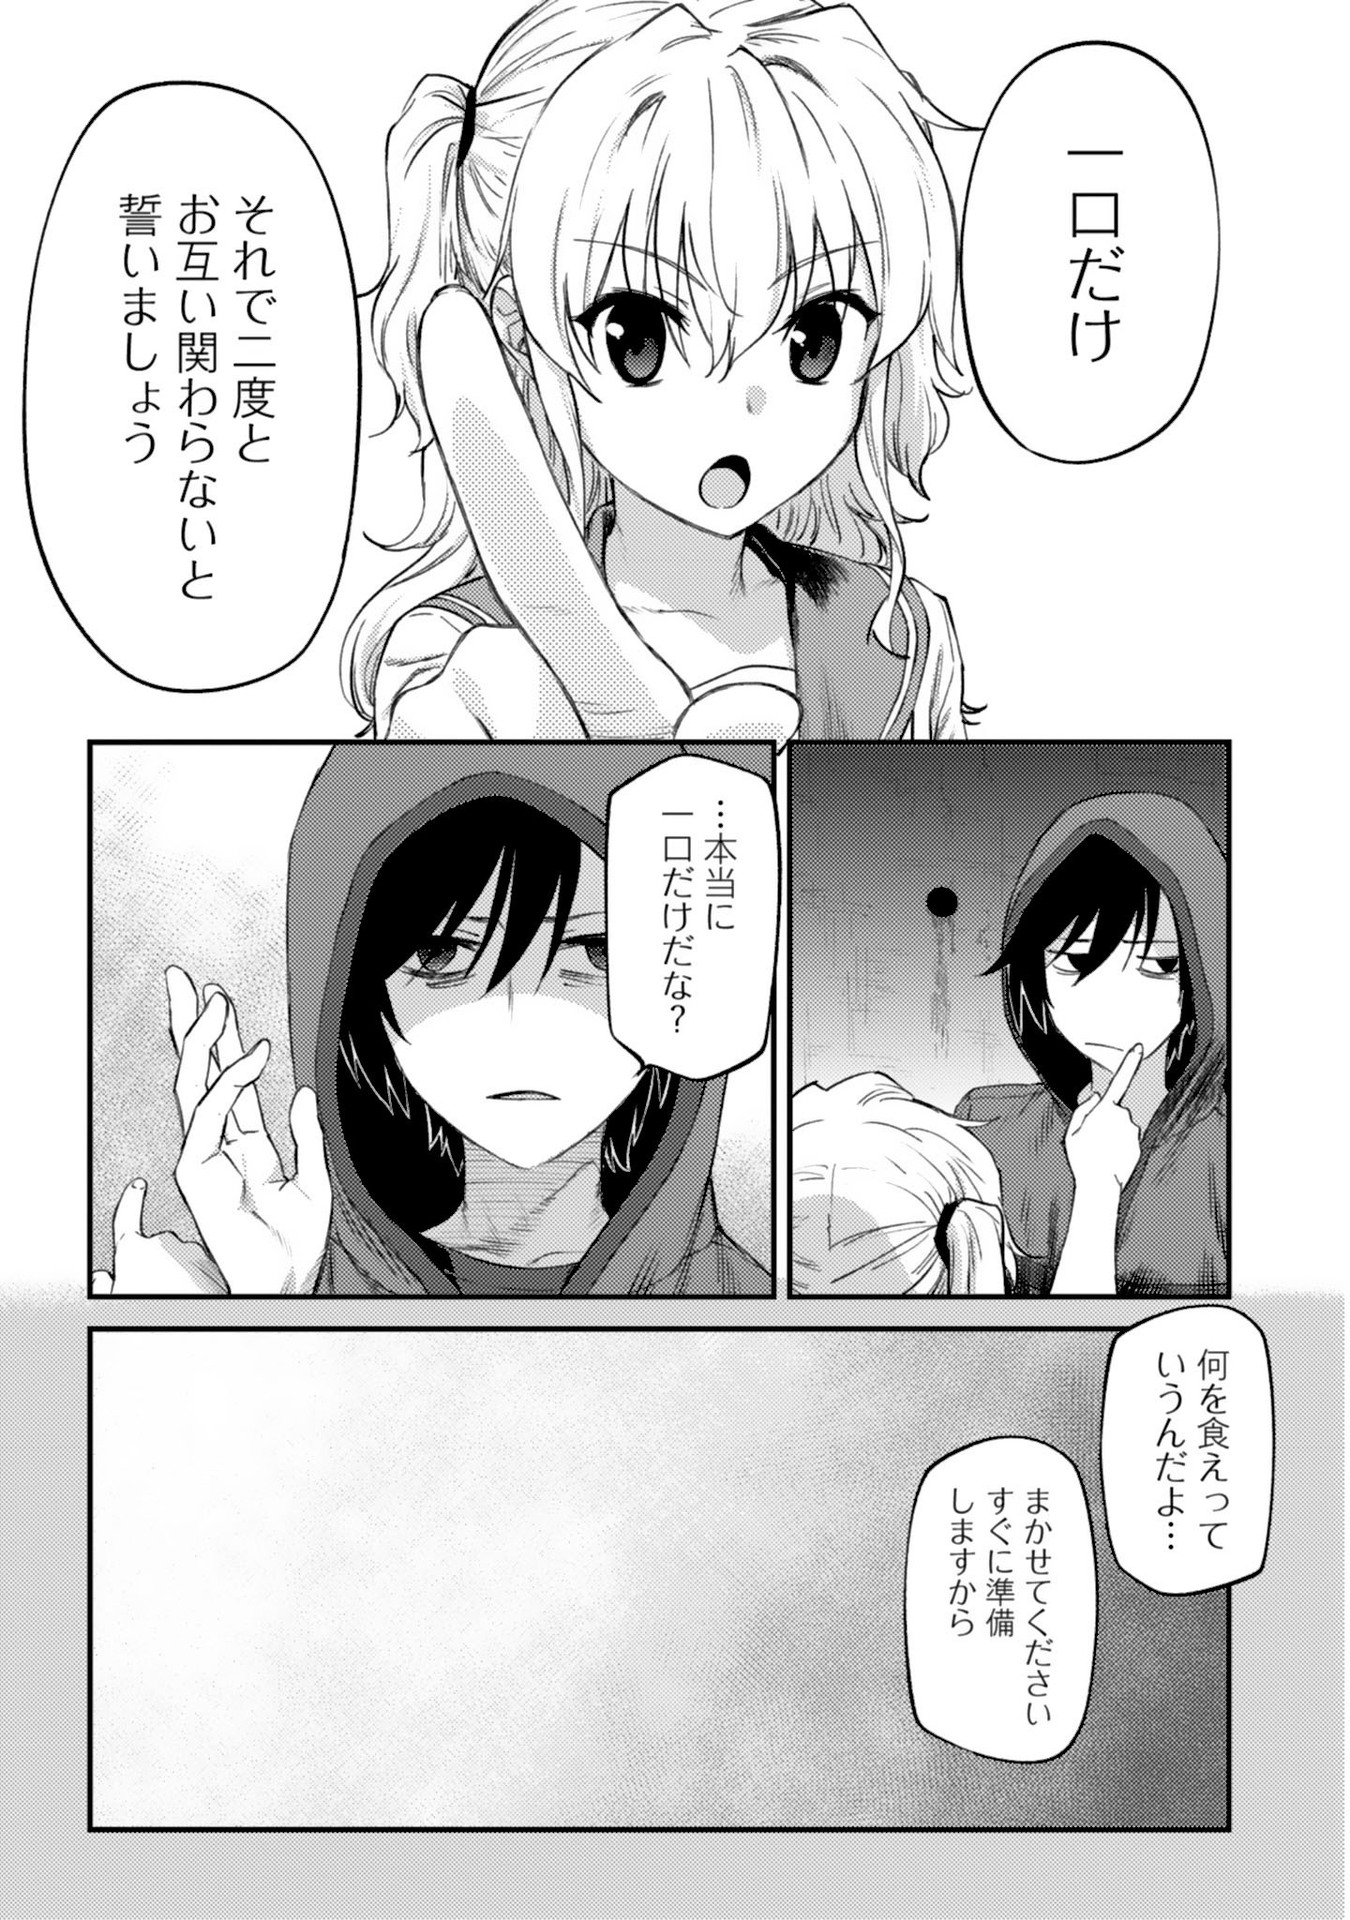 一口だけ
それで二度と
お互い関わらないと
誓いましょう
…本当に
一口だけだな?
何を食えって
いうんだよ…
まかせてください
すぐに準備
しますから